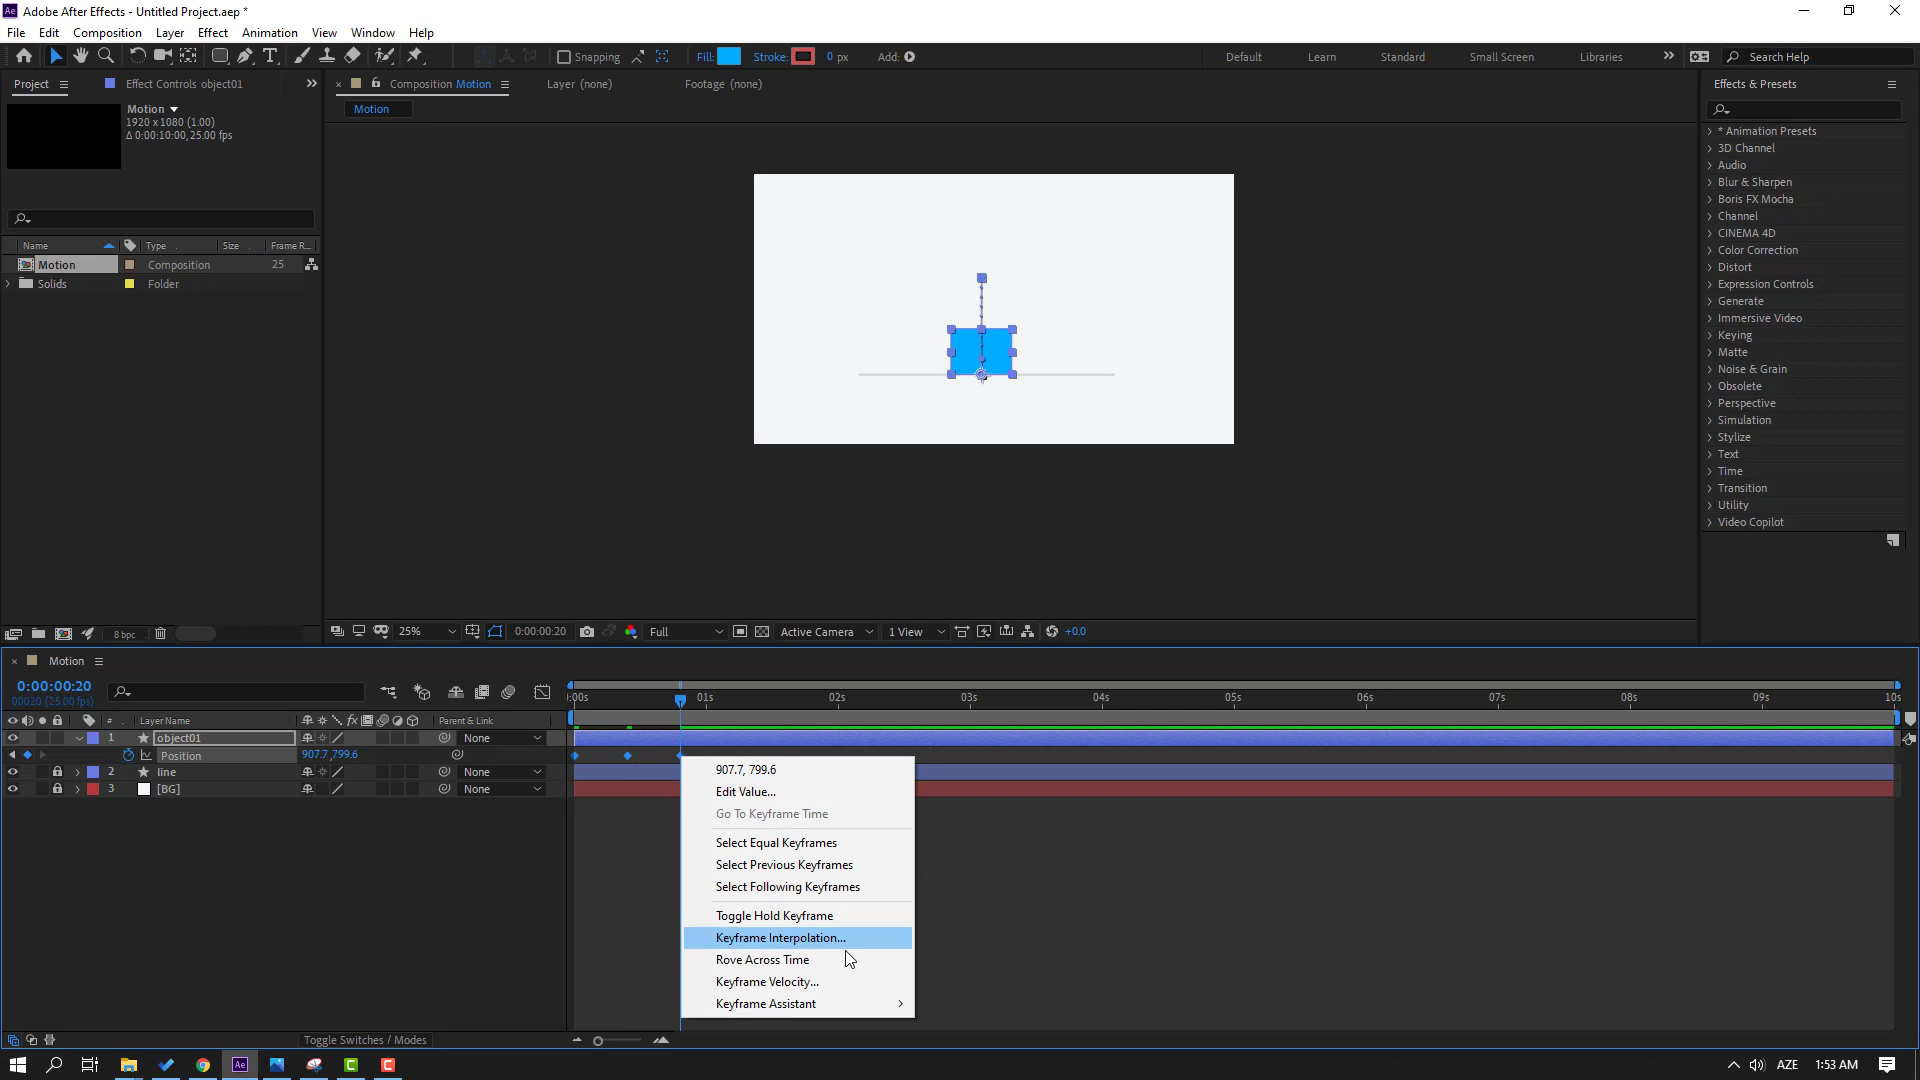 Adobe After Effects - Untitled Project.aep *
File Edit Composition Layer Effect Animation View Window Help
Snapping Fill: Stroke: 0 px Add: Default Learn Standard Small Screen Libraries Search Help
Project Effect Controls object01 Composition Motion Layer (none) Footage (none) Effects & Presets
Motion
1920 x 1080 (1.00)
Δ 0:00:10:00, 25.00 fps
Motion
Name Type Size Frame R...
Motion Composition 25
Solids Folder
* Animation Presets
3D Channel
Audio
Blur & Sharpen
Boris FX Mocha
Channel
CINEMA 4D
Color Correction
Distort
Expression Controls
Generate
Immersive Video
Keying
Matte
Noise & Grain
Obsolete
Perspective
Simulation
Stylize
Text
Time
Transition
Utility
Video Copilot
8 bpc 25% 0:00:00:20 Full Active Camera 1 View +0.0
Motion
0:00:00:20
00020 (25.00 fps)
:00s 01s 02s 03s 04s 05s 06s 07s 08s 09s 10s
# Layer Name fx Parent & Link
1 object01 None
Position 907.7,799.6
2 line None
3 [BG] None
907.7, 799.6
Edit Value...
Go To Keyframe Time
Select Equal Keyframes
Select Previous Keyframes
Select Following Keyframes
Toggle Hold Keyframe
Keyframe Interpolation...
Rove Across Time
Keyframe Velocity...
Keyframe Assistant
Toggle Switches / Modes
AZE 1:53 AM